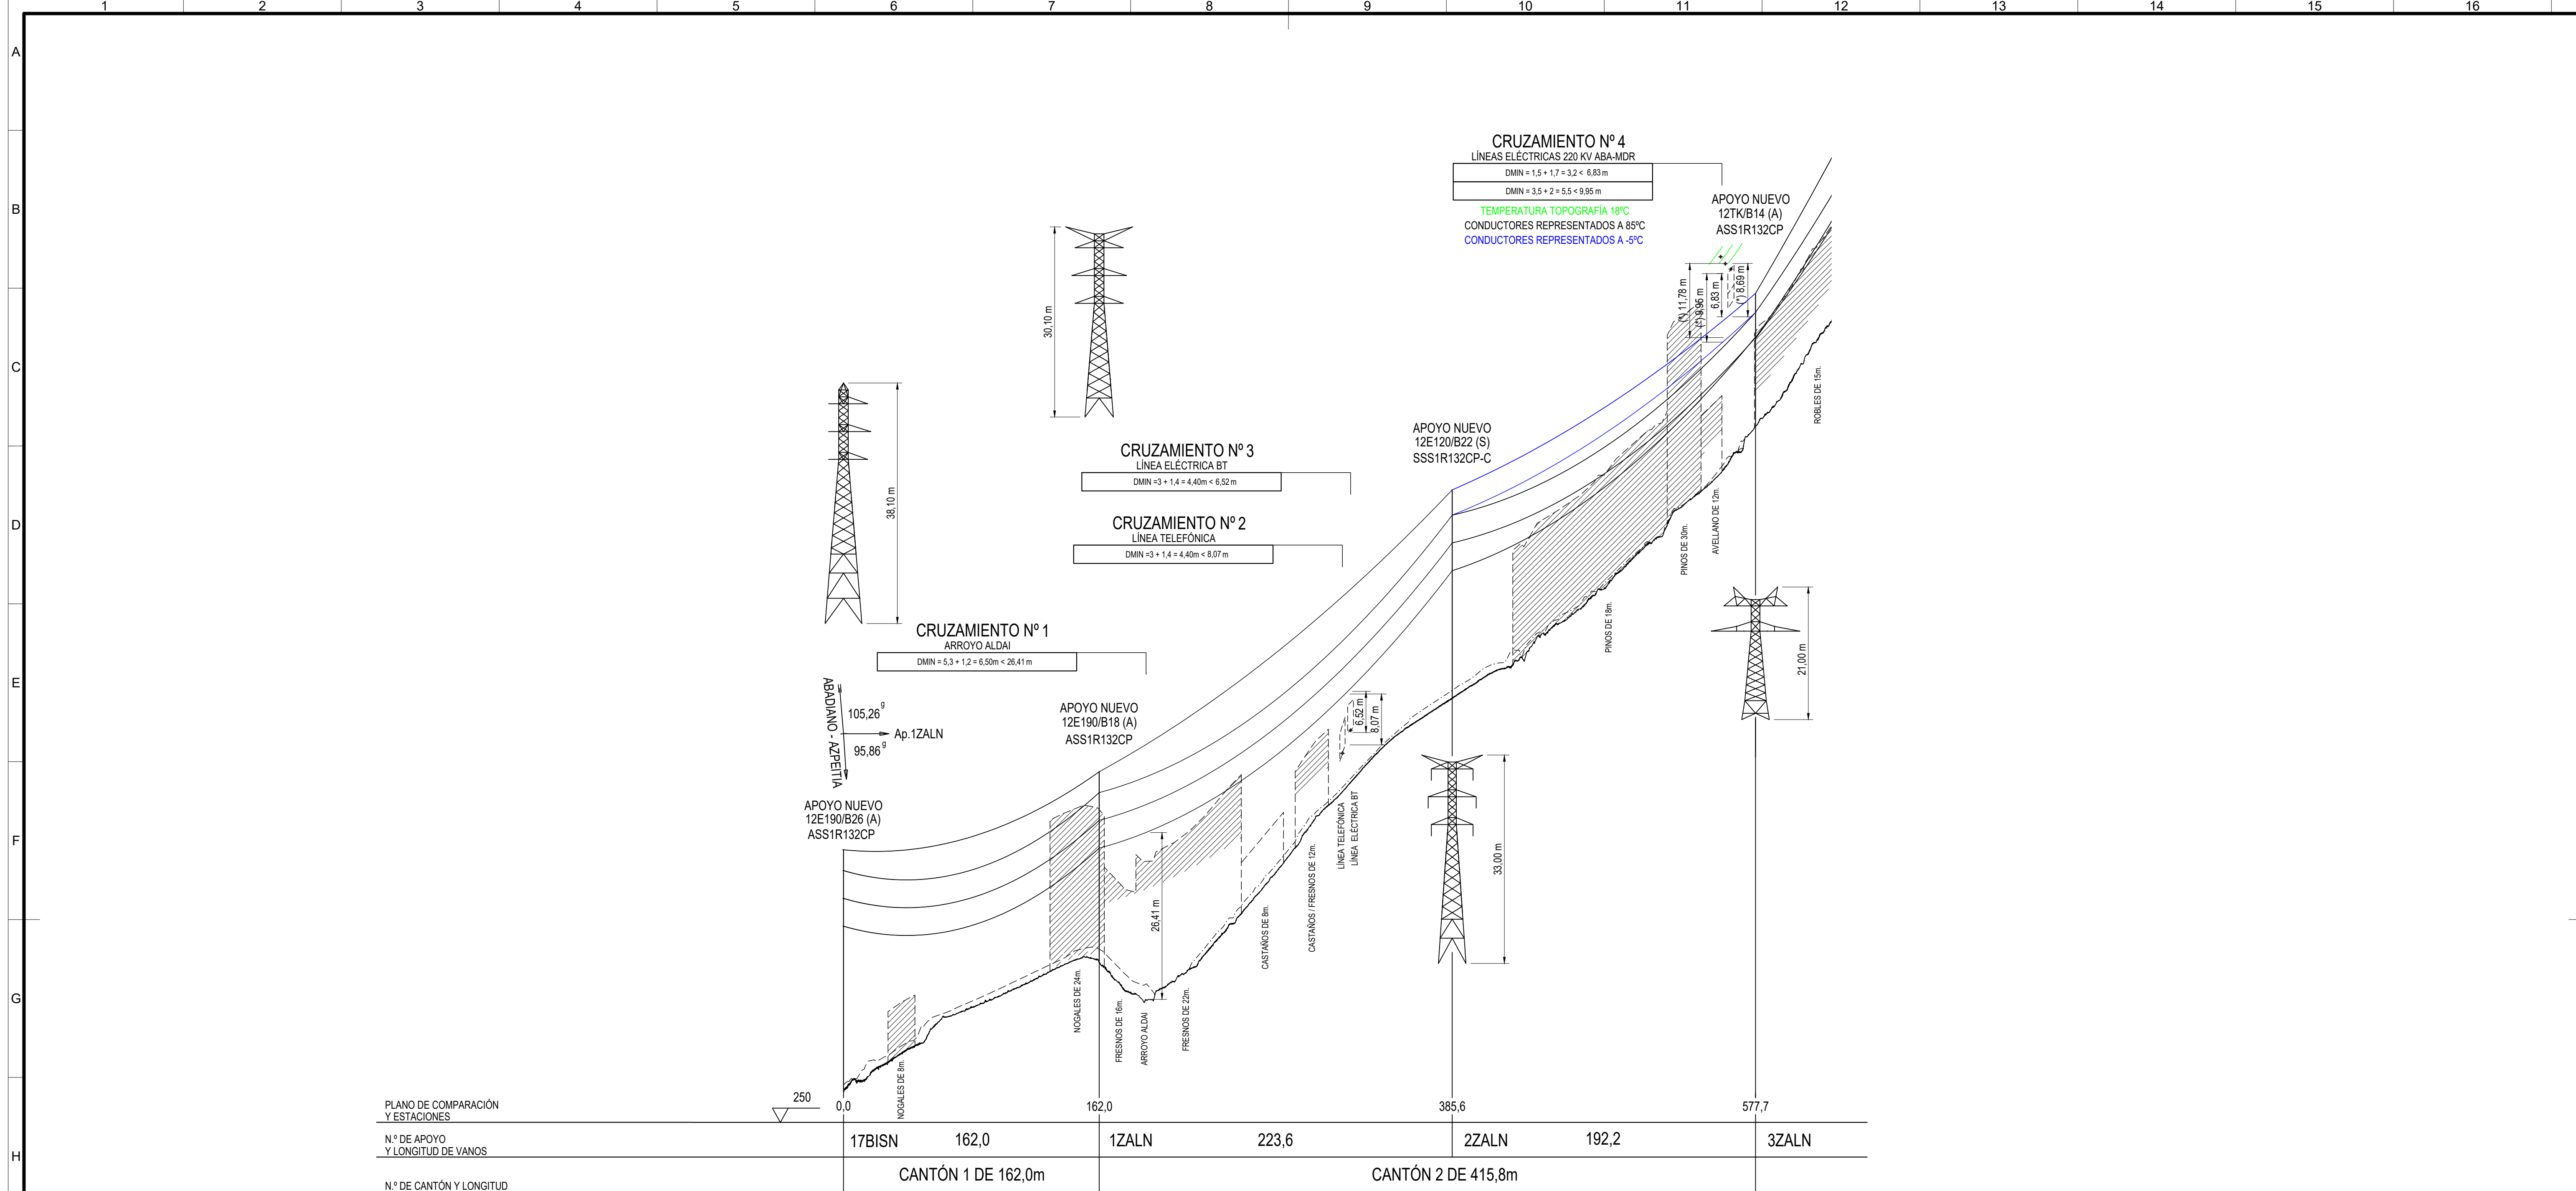 1 2 3 4 5 6 7 8 9 10 11 12 13 14 15 16
A
B
C
D
E
F
G
H
CRUZAMIENTO Nº 4
LÍNEAS ELÉCTRICAS 220 KV ABA-MDR
DMIN = 1,5 + 1,7 = 3,2 < 6,83 m
DMIN = 3,5 + 2 = 5,5 < 9,95 m
TEMPERATURA TOPOGRAFÍA 18ºC
CONDUCTORES REPRESENTADOS A 85ºC
CONDUCTORES REPRESENTADOS A -5ºC
APOYO NUEVO
12TK/B14 (A)
ASS1R132CP
(*) 11,78 m
(*) 9,95 m
6,83 m
(*) 8,69 m
30,10 m
38,10 m
CRUZAMIENTO Nº 3
LÍNEA ELÉCTRICA BT
DMIN =3 + 1,4 = 4,40m < 6,52 m
CRUZAMIENTO Nº 2
LÍNEA TELEFÓNICA
DMIN =3 + 1,4 = 4,40m < 8,07 m
APOYO NUEVO
12E120/B22 (S)
SSS1R132CP-C
ROBLES DE 15m.
AVELLANO DE 12m.
PINOS DE 30m.
PINOS DE 18m.
21,00 m
CRUZAMIENTO Nº 1
ARROYO ALDAI
DMIN = 5,3 + 1,2 = 6,50m < 26,41 m
ABADIANO - AZPEITIA
105,26g
Ap.1ZALN
95,86g
APOYO NUEVO
12E190/B18 (A)
ASS1R132CP
APOYO NUEVO
12E190/B26 (A)
ASS1R132CP
6,52 m
8,07 m
LÍNEA TELEFÓNICA
LÍNEA ELÉCTRICA BT
33,00 m
26,41 m
CASTAÑOS DE 8m.
CASTAÑOS / FRESNOS DE 12m.
NOGALES DE 24m.
FRESNOS DE 16m.
ARROYO ALDAI
FRESNOS DE 22m.
NOGALES DE 8m.
PLANO DE COMPARACIÓN
Y ESTACIONES
250
0,0 162,0 385,6 577,7
N.º DE APOYO
Y LONGITUD DE VANOS
17BISN 162,0 1ZALN 223,6 2ZALN 192,2 3ZALN
CANTÓN 1 DE 162,0m CANTÓN 2 DE 415,8m
N.º DE CANTÓN Y LONGITUD